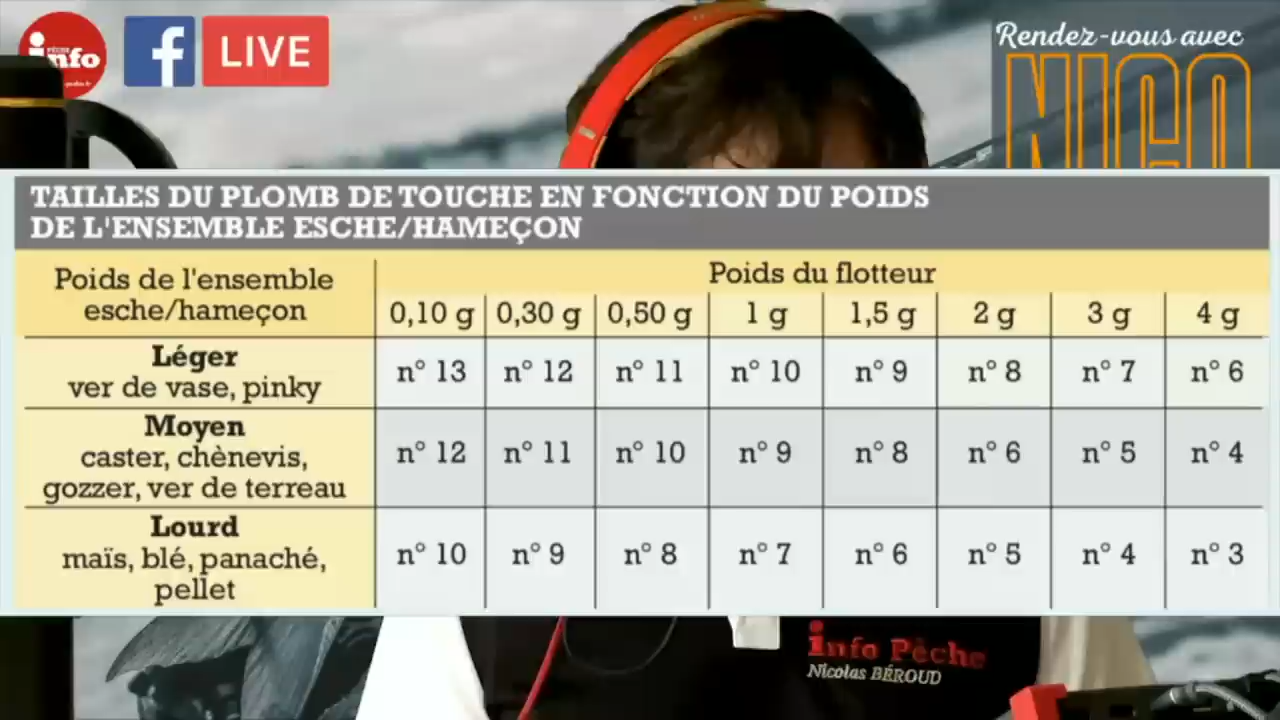 info
PÊCHE
LIVE
Rendez-vous avec
NICO
TAILLES DU PLOMB DE TOUCHE EN FONCTION DU POIDS
DE L'ENSEMBLE ESCHE/HAMEÇON
Poids de l'ensemble
esche/hameçon
Poids du flotteur
0,10 g 0,30 g 0,50 g 1 g 1,5 g 2 g 3 g 4 g
Léger
ver de vase, pinky
n° 13 n° 12 n° 11 n° 10 n° 9 n° 8 n° 7 n° 6
Moyen
caster, chènevis,
gozzer, ver de terreau
n° 12 n° 11 n° 10 n° 9 n° 8 n° 6 n° 5 n° 4
Lourd
maïs, blé, panaché,
pellet
n° 10 n° 9 n° 8 n° 7 n° 6 n° 5 n° 4 n° 3
info Pêche
Nicolas BÉROUD